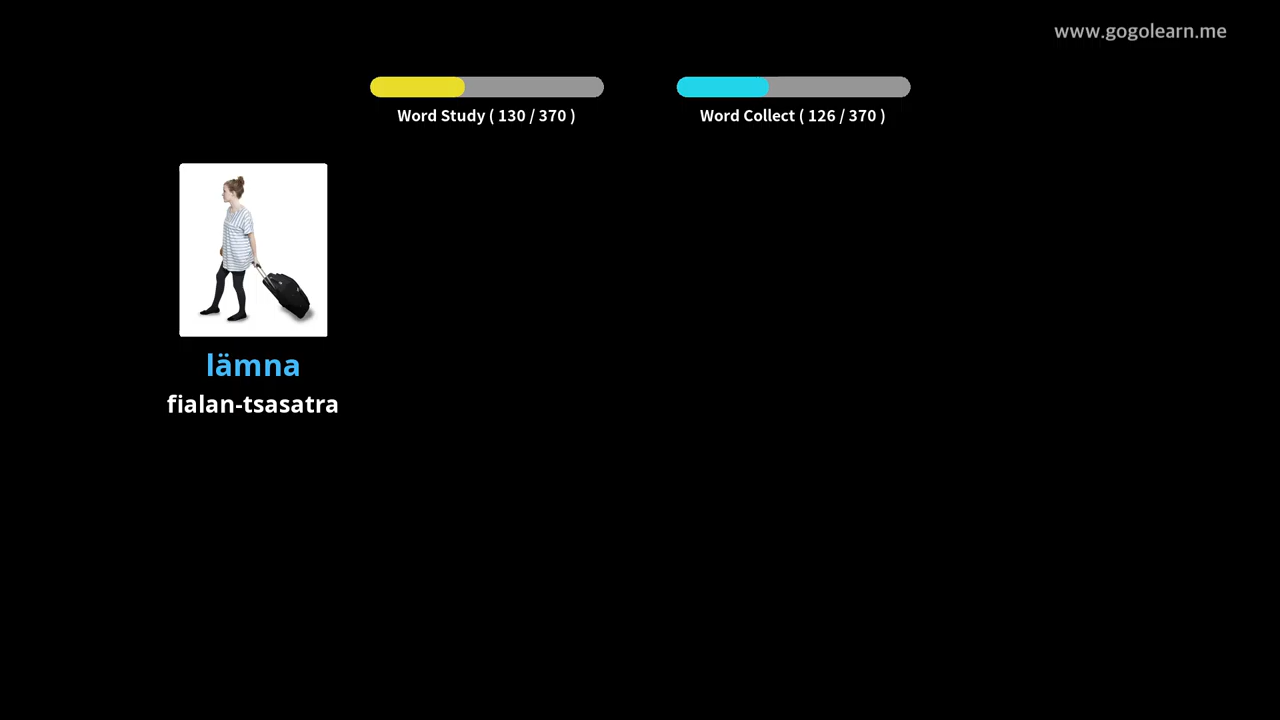 www.gogolearn.me
Word Study ( 130 / 370 )
Word Collect ( 126 / 370 )
lämna
fialan-tsasatra